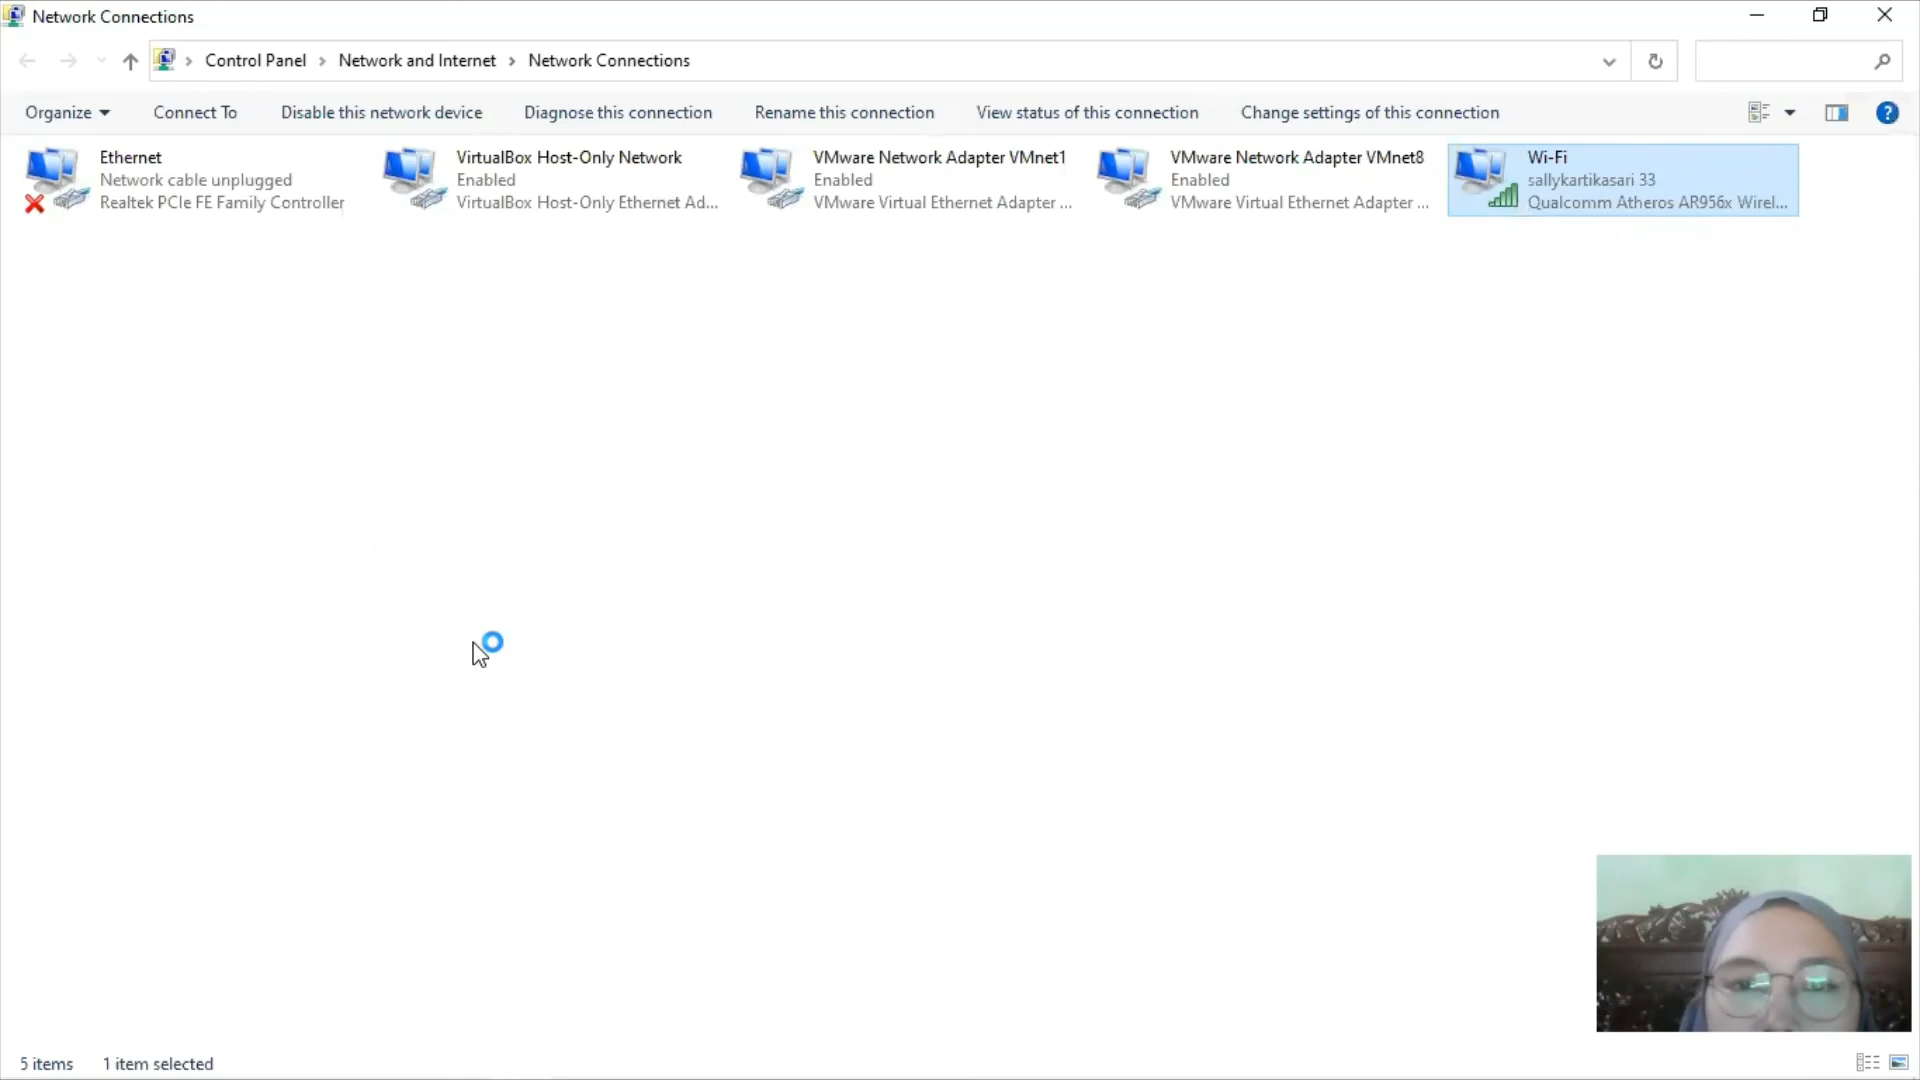 Network Connections
Control Panel > Network and Internet > Network Connections
Organize Connect To Disable this network device Diagnose this connection Rename this connection View status of this connection Change settings of this connection
Ethernet
Network cable unplugged
Realtek PCIe FE Family Controller
VirtualBox Host-Only Network
Enabled
VirtualBox Host-Only Ethernet Ad...
VMware Network Adapter VMnet1
Enabled
VMware Virtual Ethernet Adapter ...
VMware Network Adapter VMnet8
Enabled
VMware Virtual Ethernet Adapter ...
Wi-Fi
sallykartikasari 33
Qualcomm Atheros AR956x Wirel...
5 items 1 item selected